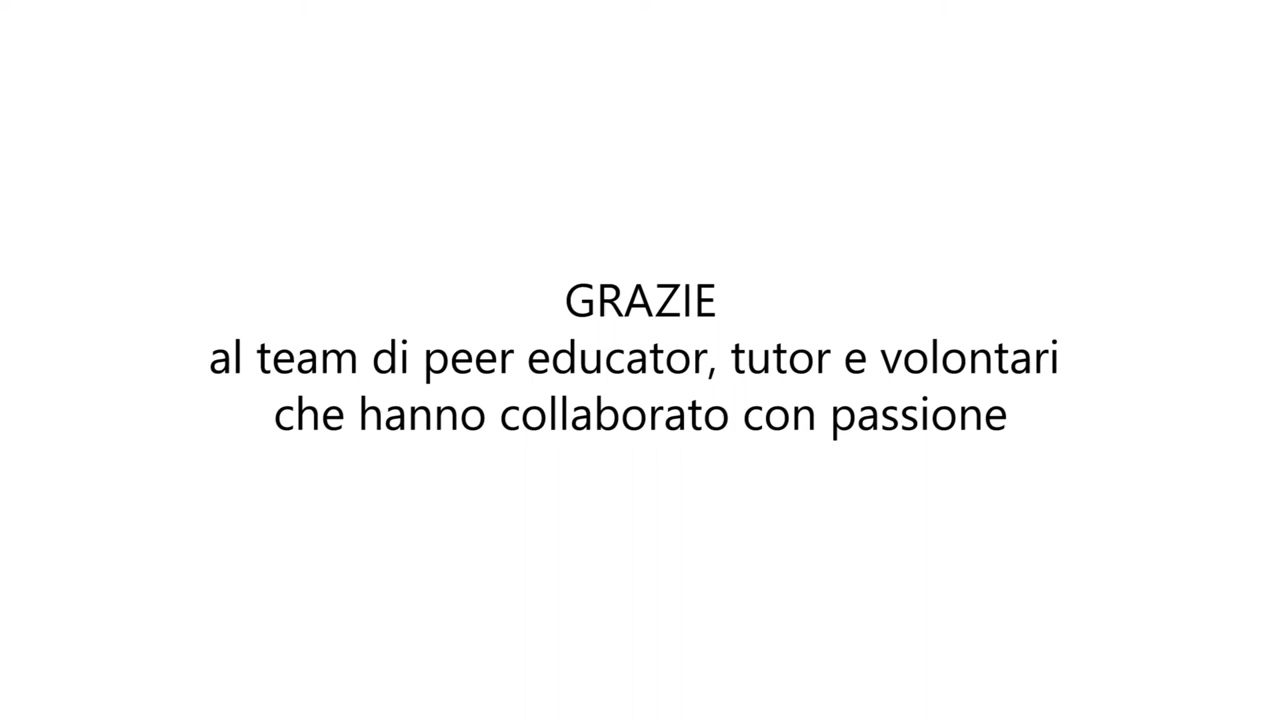 GRAZIE
al team di peer educator, tutor e volontari
che hanno collaborato con passione